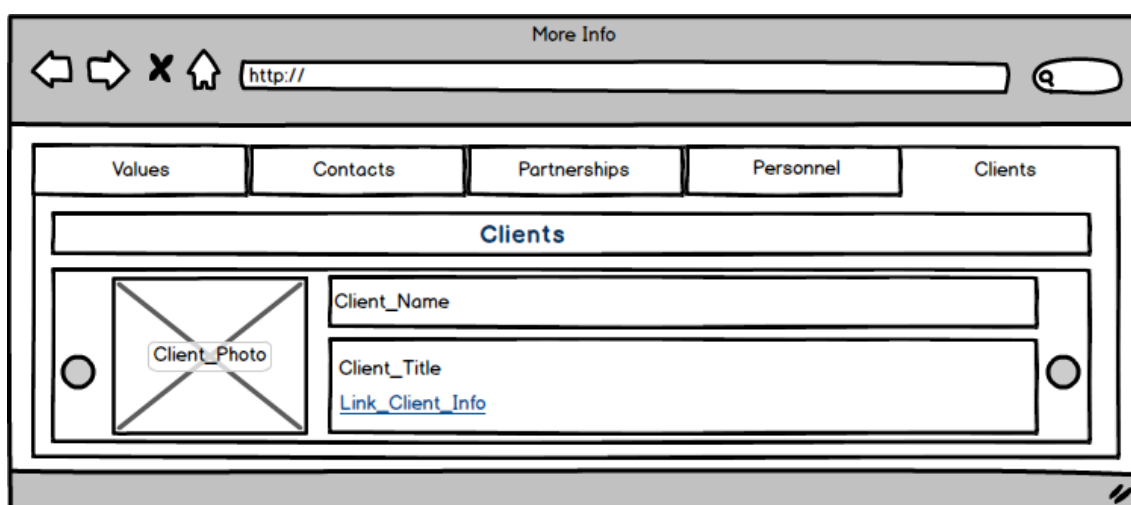 More Info
http://
Values Contacts Partnerships Personnel Clients
Clients
Client_Name
Client_Photo
Client_Title
Link_Client_Info